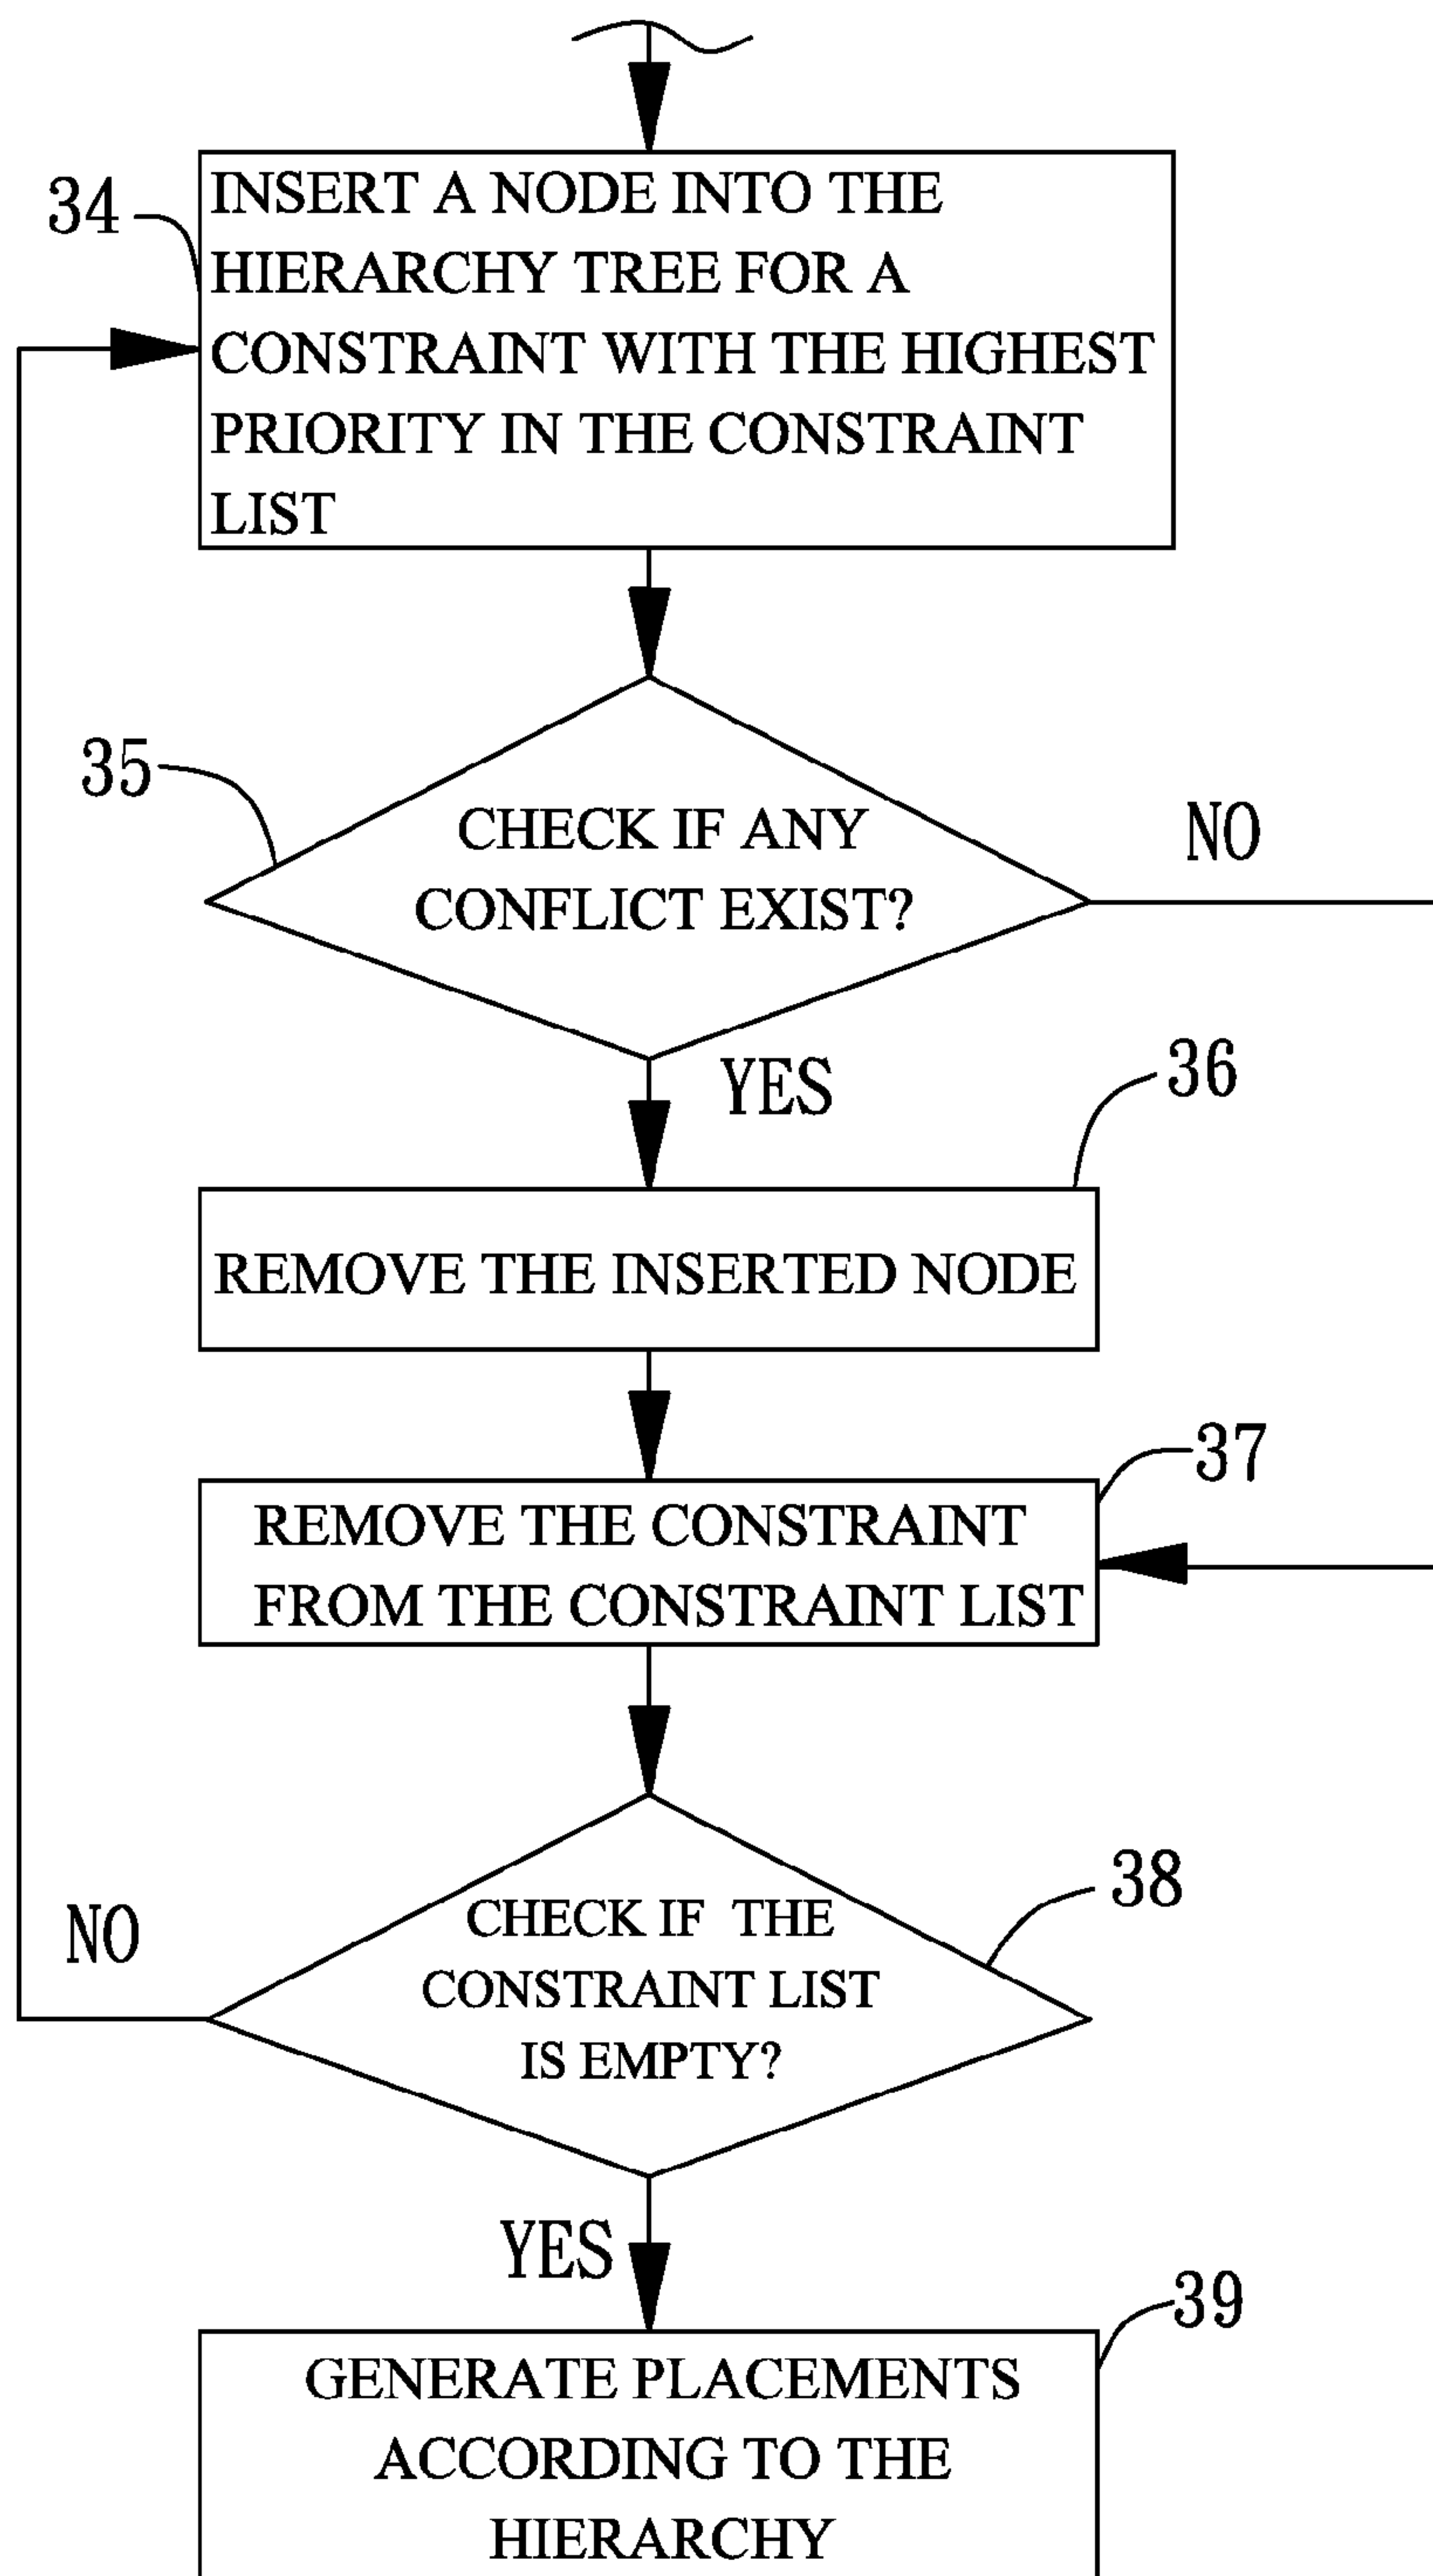 34
INSERT A NODE INTO THE
HIERARCHY TREE FOR A
CONSTRAINT WITH THE HIGHEST
PRIORITY IN THE CONSTRAINT
LIST
35
CHECK IF ANY
CONFLICT EXIST?
NO
YES
36
REMOVE THE INSERTED NODE
37
REMOVE THE CONSTRAINT
FROM THE CONSTRAINT LIST
38
CHECK IF THE
CONSTRAINT LIST
IS EMPTY?
NO
YES
39
GENERATE PLACEMENTS
ACCORDING TO THE
HIERARCHY